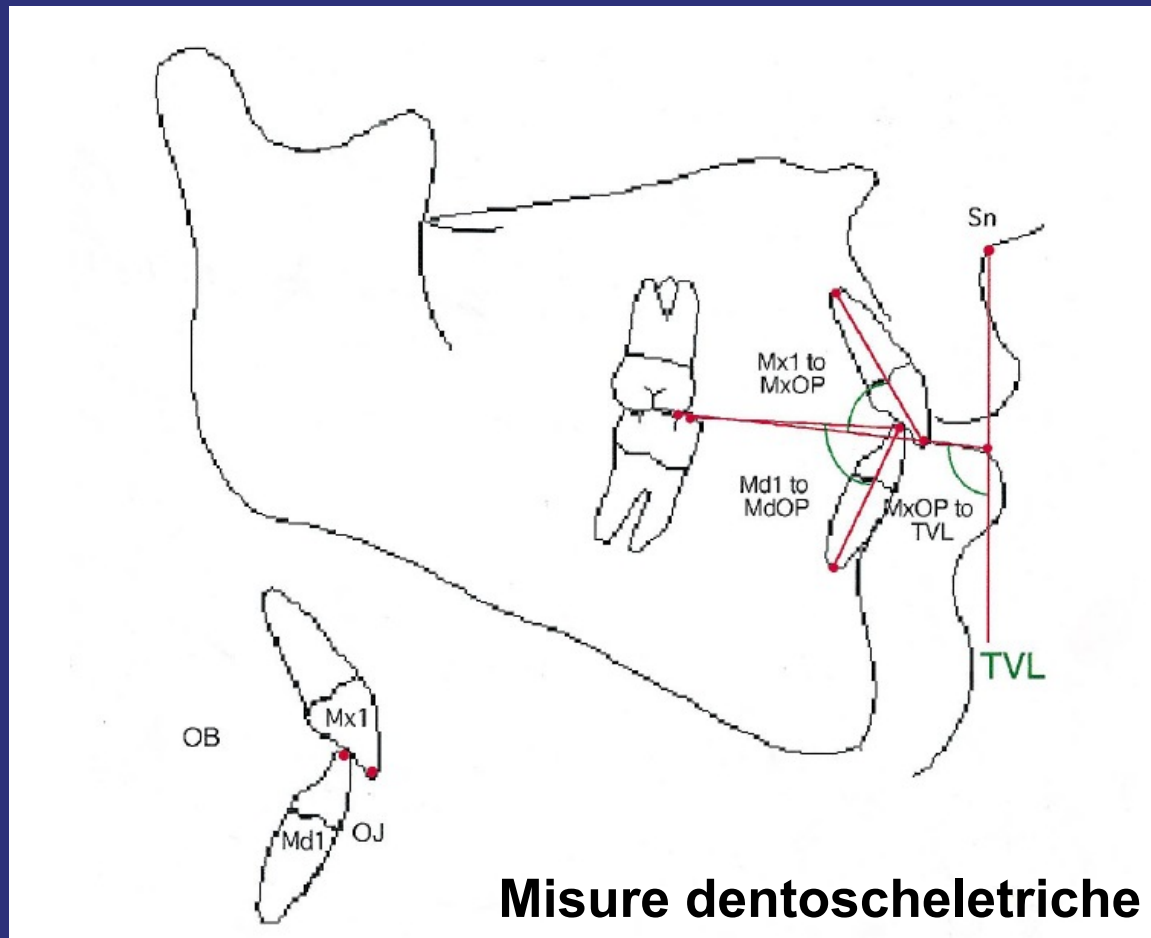 Sn
Mx1 to
MxOP
Md1 to
MdOP
MxOP to
TVL
TVL
Mx1
OB
Md1
OJ
Misure dentoscheletriche